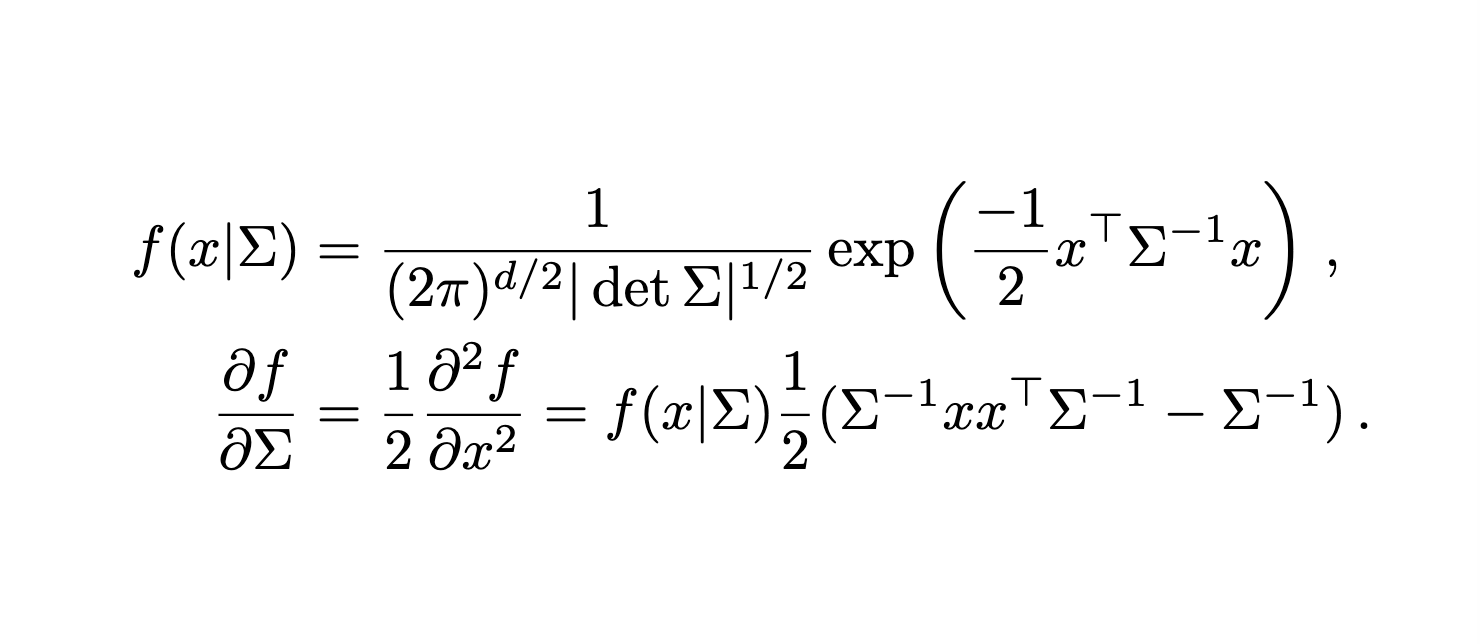 f(x|Σ) = \frac{1}{(2π)^{d/2}|\det Σ|^{1/2}} \exp\left(\frac{-1}{2}x^⊤Σ^{-1}x\right) ,
\frac{∂f}{∂Σ} = \frac{1}{2}\frac{∂^2 f}{∂x^2} = f(x|Σ)\frac{1}{2}(Σ^{-1}xx^⊤Σ^{-1} − Σ^{-1}) .